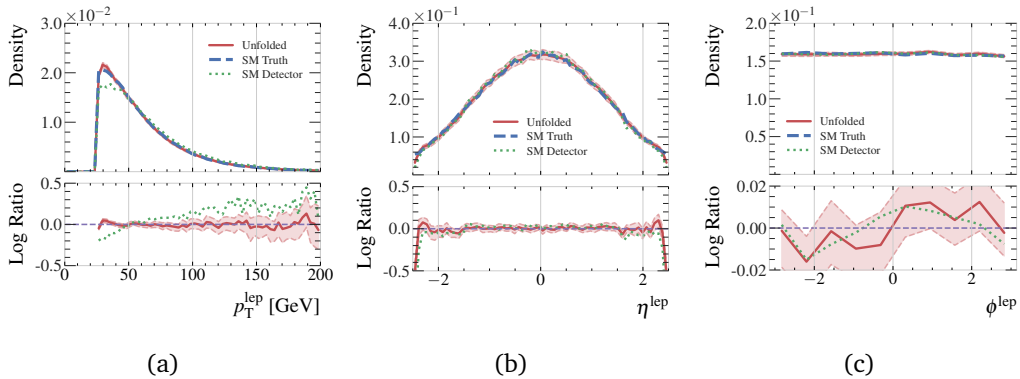 ×10⁻²
3.0
2.0
1.0
Density
Unfolded
SM Truth
SM Detector
0.5
0.0
-0.5
Log Ratio
0 50 100 150 200
p_T^lep [GeV]
(a)
×10⁻¹
4.0
3.0
2.0
1.0
Density
Unfolded
SM Truth
SM Detector
0.5
0.0
-0.5
Log Ratio
−2 0 2
η^lep
(b)
×10⁻¹
2.0
1.5
1.0
0.5
Density
Unfolded
SM Truth
SM Detector
0.02
0.00
-0.02
Log Ratio
−2 0 2
ϕ^lep
(c)